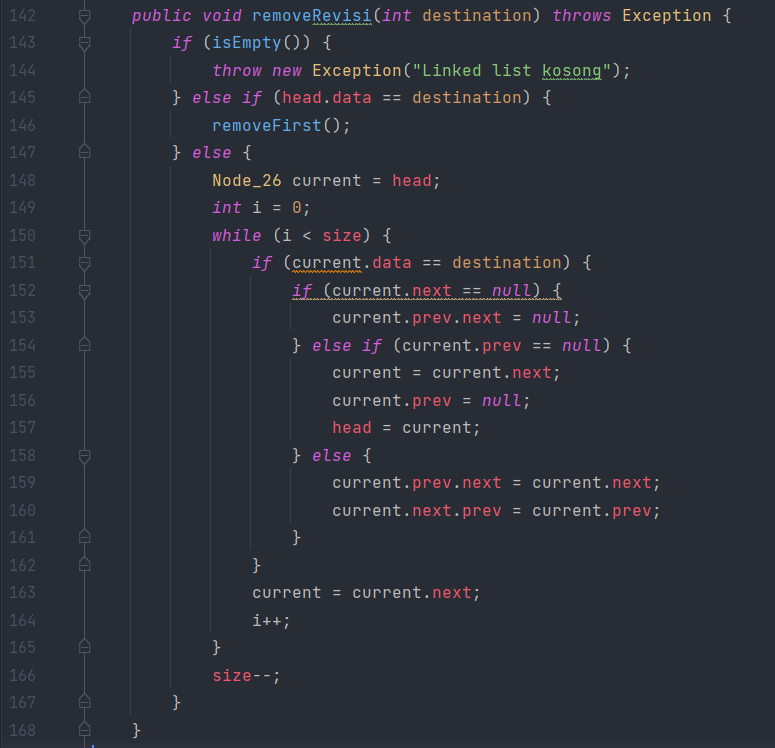 142 public void removeRevisi(int destination) throws Exception {
143 if (isEmpty()) {
144 throw new Exception("Linked list kosong");
145 } else if (head.data == destination) {
146 removeFirst();
147 } else {
148 Node_26 current = head;
149 int i = 0;
150 while (i < size) {
151 if (current.data == destination) {
152 if (current.next == null) {
153 current.prev.next = null;
154 } else if (current.prev == null) {
155 current = current.next;
156 current.prev = null;
157 head = current;
158 } else {
159 current.prev.next = current.next;
160 current.next.prev = current.prev;
161 }
162 }
163 current = current.next;
164 i++;
165 }
166 size--;
167 }
168 }